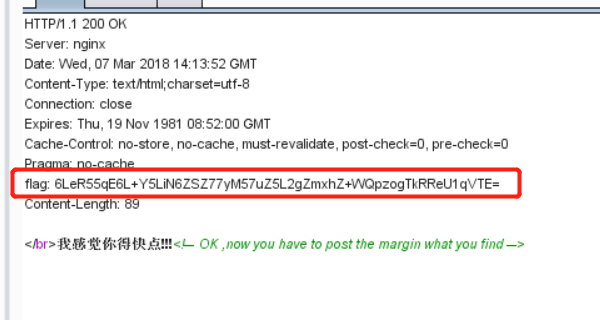 HTTP/1.1 200 OK
Server: nginx
Date: Wed, 07 Mar 2018 14:13:52 GMT
Content-Type: text/html;charset=utf-8
Connection: close
Expires: Thu, 19 Nov 1981 08:52:00 GMT
Cache-Control: no-store, no-cache, must-revalidate, post-check=0, pre-check=0
Pragma: no-cache
flag: 6LeR55qE6L+Y5LiN6ZSZ77yM57uZ5L2gZmxhZ+WQpzogTkRReU1qVTE=
Content-Length: 89
</br>我感觉你得快点!!!<!-- OK ,now you have to post the margin what you find -->